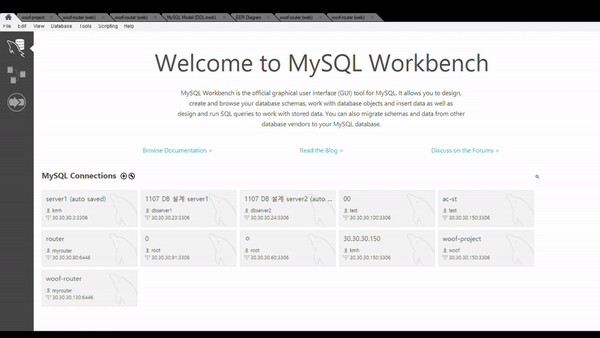 woof-project woof-router (web) woof-router (web) MySQL Model (DDL.mwb) EER Diagram woof-router (web) woof-router (web)
File Edit View Database Tools Scripting Help
Welcome to MySQL Workbench
MySQL Workbench is the official graphical user interface (GUI) tool for MySQL. It allows you to design,
create and browse your database schemas, work with database objects and insert data as well as
design and run SQL queries to work with stored data. You can also migrate schemas and data from other
database vendors to your MySQL database.
Browse Documentation > Read the Blog > Discuss on the Forums >
MySQL Connections
server1 (auto saved) 1107 DB 설계 server1 1107 DB 설계 server2 (auto ... 00 ac-st
kmh dbserver1 dbserver2 test test
30.30.30.3:3306 30.30.30.23:3306 30.30.30.24:3306 30.30.30.100:3306 30.30.30.150:3306
router 0 ㅇ 30.30.30.150 woof-project
myrouter root root kmh woof
30.30.30.80:6446 30.30.30.91:3306 30.30.30.60:3306 30.30.30.150:3306 30.30.30.150:3306
woof-router
myrouter
30.30.30.130:6446